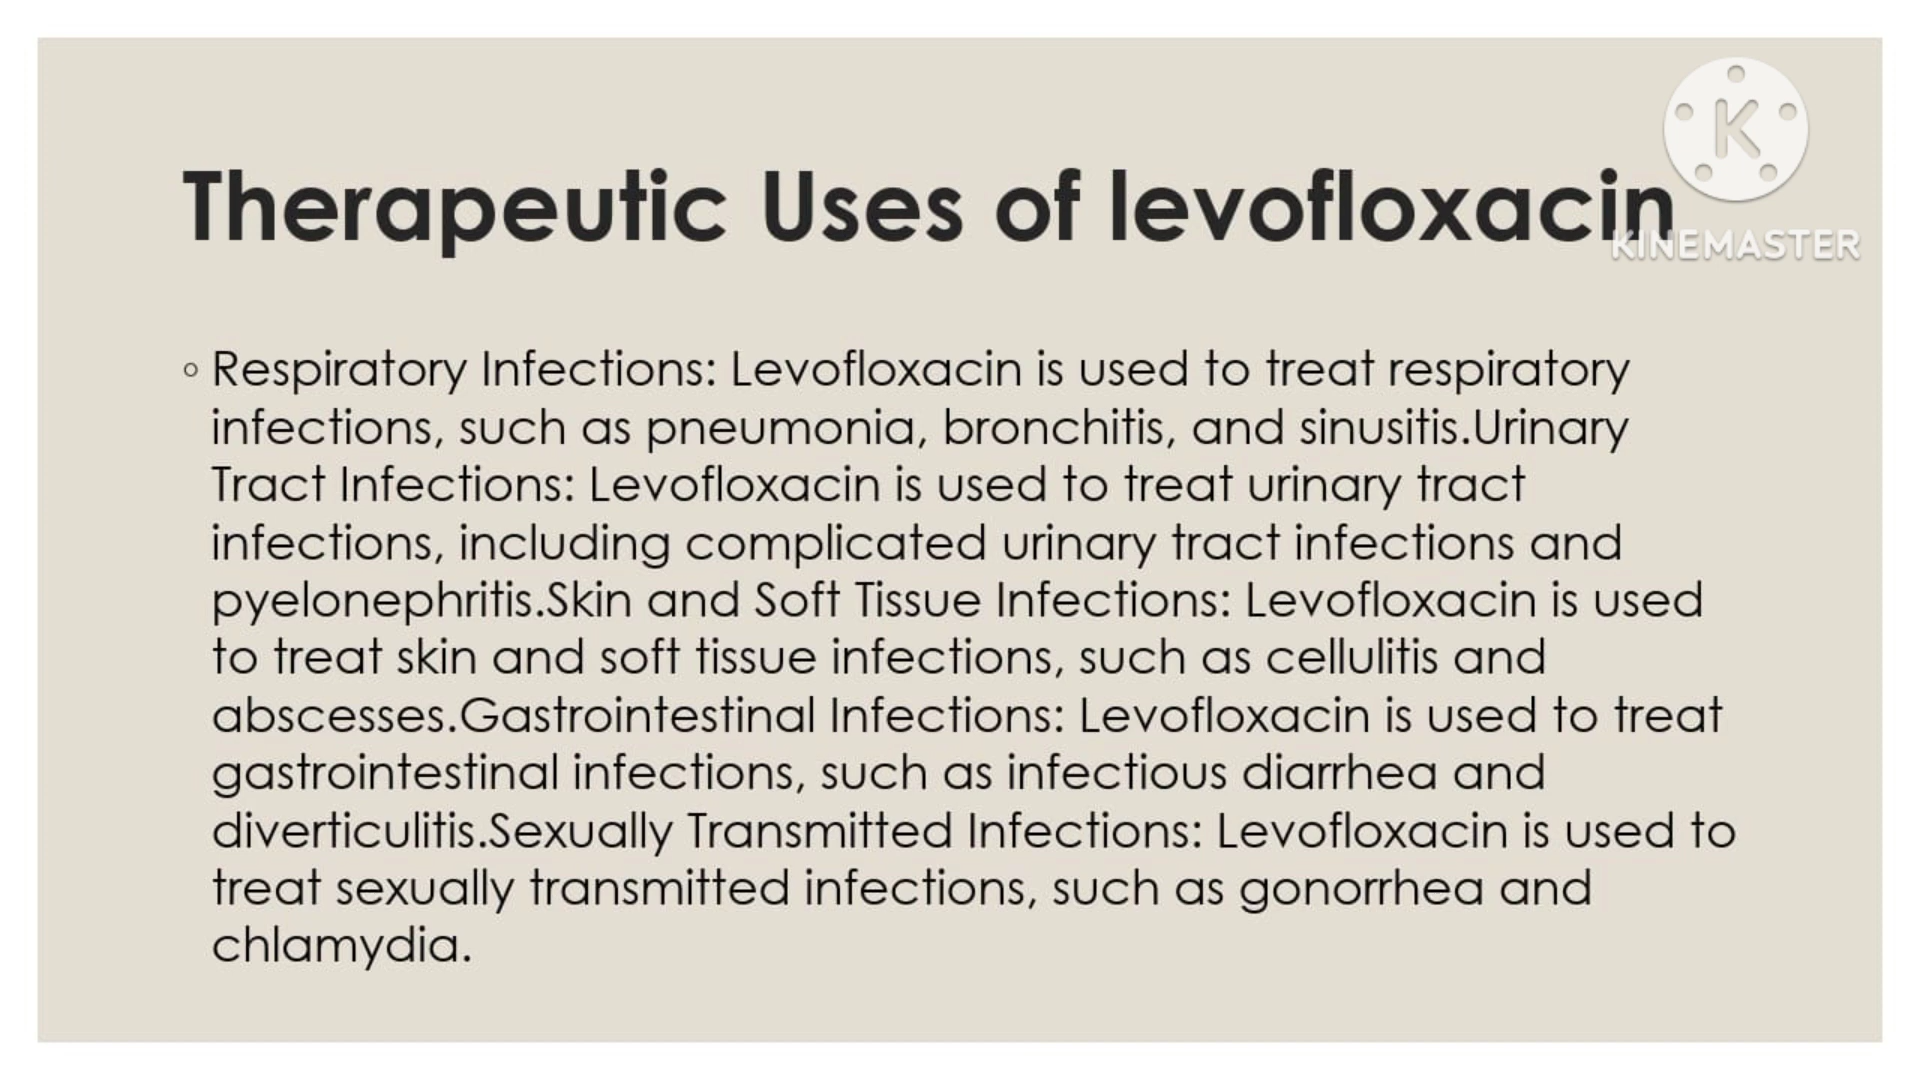 Therapeutic Uses of levofloxacin
K
KINEMASTER
◦ Respiratory Infections: Levofloxacin is used to treat respiratory
infections, such as pneumonia, bronchitis, and sinusitis.Urinary
Tract Infections: Levofloxacin is used to treat urinary tract
infections, including complicated urinary tract infections and
pyelonephritis.Skin and Soft Tissue Infections: Levofloxacin is used
to treat skin and soft tissue infections, such as cellulitis and
abscesses.Gastrointestinal Infections: Levofloxacin is used to treat
gastrointestinal infections, such as infectious diarrhea and
diverticulitis.Sexually Transmitted Infections: Levofloxacin is used to
treat sexually transmitted infections, such as gonorrhea and
chlamydia.